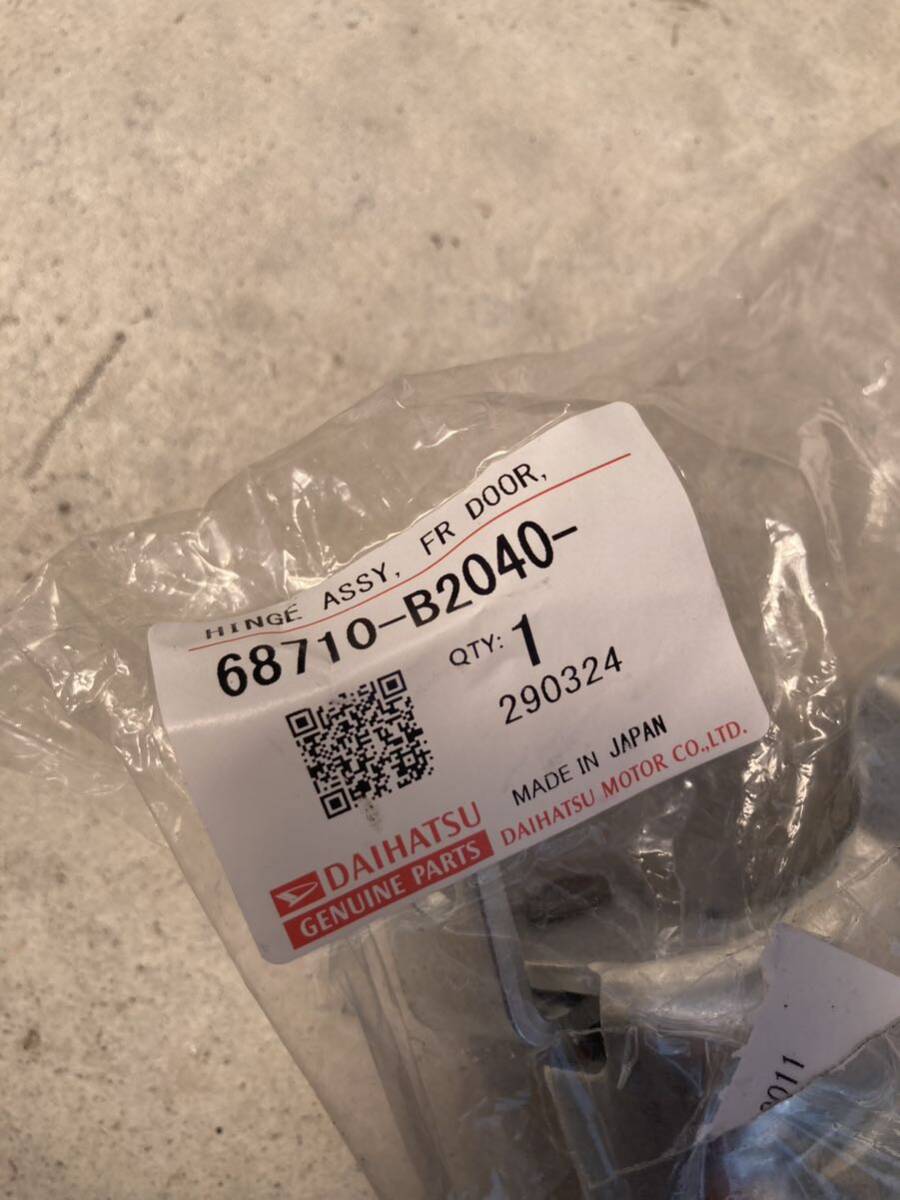 HINGE ASSY, FR DOOR,
68710-B2040-
QTY: 1
290324
MADE IN JAPAN
DAIHATSU MOTOR CO.,LTD.
DAIHATSU
GENUINE PARTS